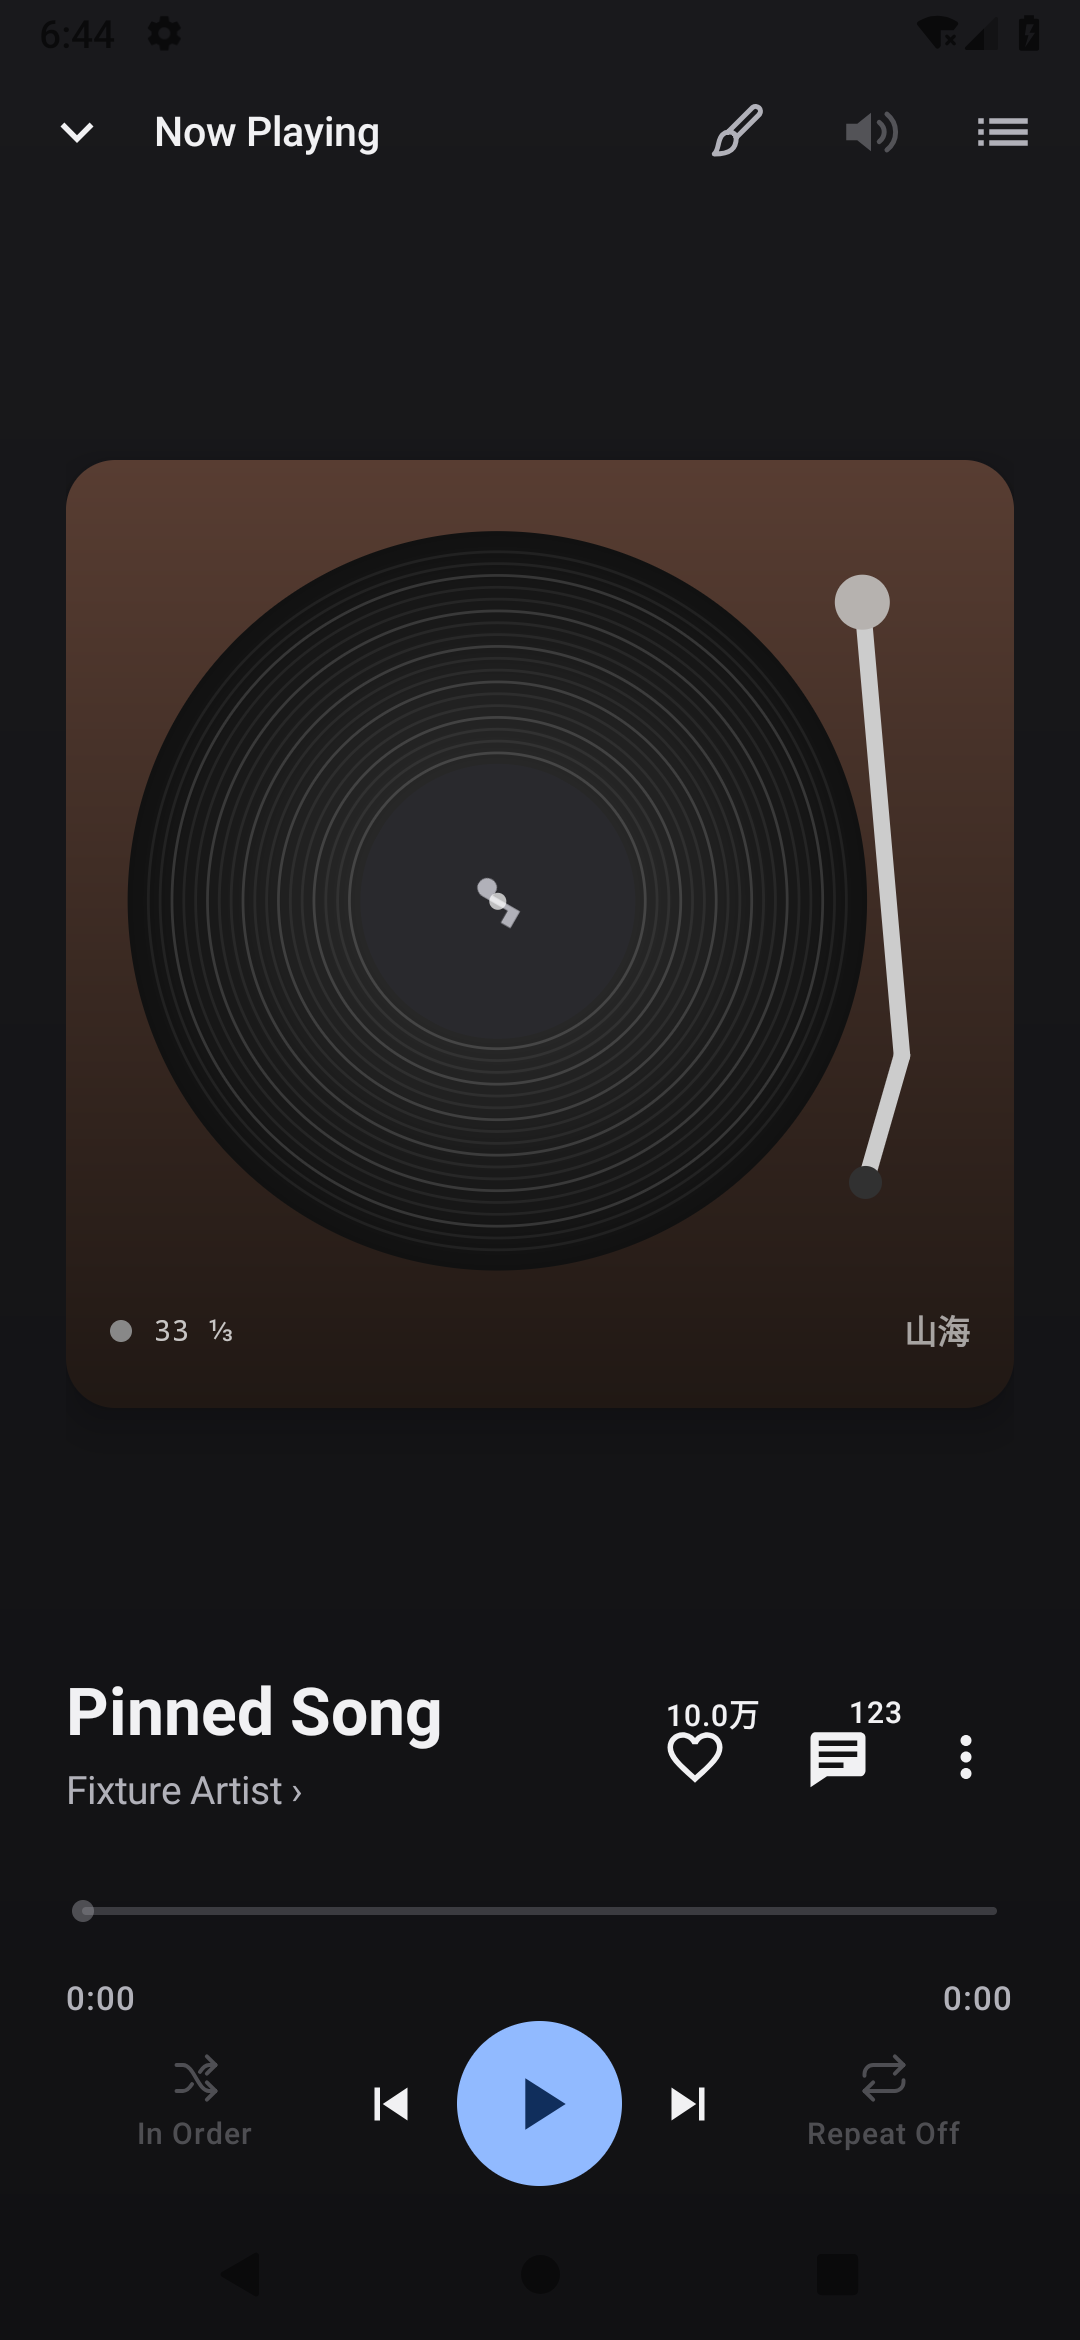 6:44
Now Playing
33 ⅓
山海
Pinned Song
10.0万
123
Fixture Artist ›
0:00
0:00
In Order
Repeat Off